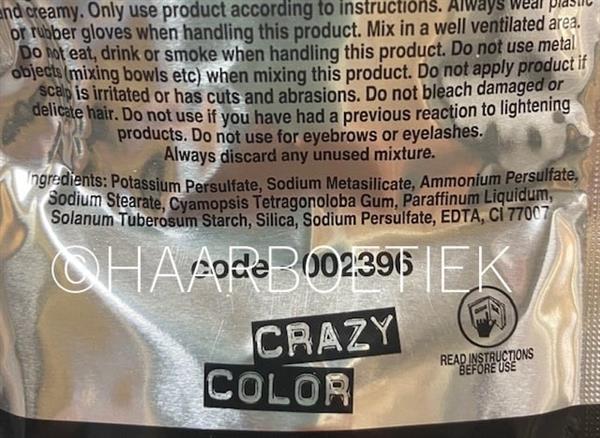 and creamy. Only use product according to instructions. Always wear plastic
or rubber gloves when handling this product. Mix in a well ventilated area.
Do not eat, drink or smoke when handling this product. Do not use metal
objects (mixing bowls etc) when mixing this product. Do not apply product if
scalp is irritated or has cuts and abrasions. Do not bleach damaged or
delicate hair. Do not use if you have had a previous reaction to lightening
products. Do not use for eyebrows or eyelashes.
Always discard any unused mixture.
Ingredients: Potassium Persulfate, Sodium Metasilicate, Ammonium Persulfate,
Sodium Stearate, Cyamopsis Tetragonoloba Gum, Paraffinum Liquidum,
Solanum Tuberosum Starch, Silica, Sodium Persulfate, EDTA, CI 77007
code 002396
©HAARBOETIEK
CRAZY
COLOR
READ INSTRUCTIONS
BEFORE USE